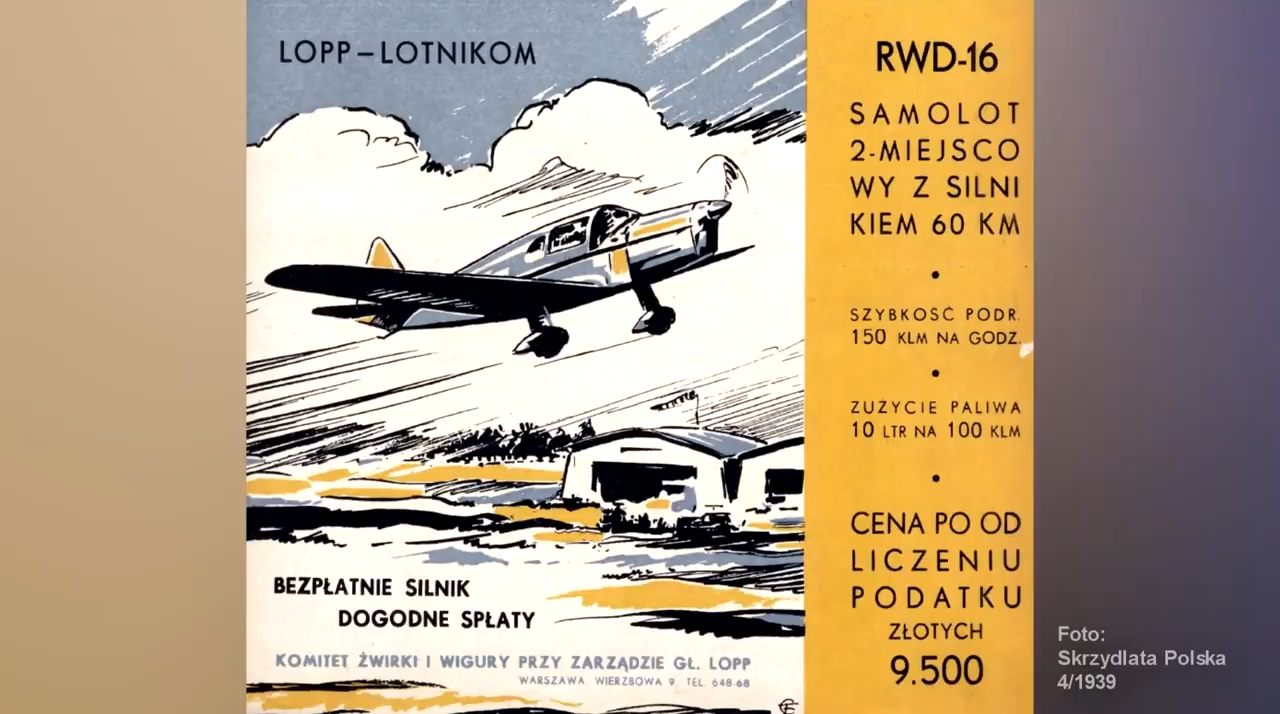 LOPP–LOTNIKOM
BEZPŁATNIE SILNIK
DOGODNE SPŁATY
KOMITET ŻWIRKI I WIGURY PRZY ZARZĄDZIE GŁ. LOPP
WARSZAWA WIERZBOWA 9 TEL. 648-68
RWD-16
SAMOLOT
2-MIEJSCO
WY Z SILNI
KIEM 60 KM
•
SZYBKOSĆ PODR.
150 KLM NA GODZ.
•
ZUŻYCIE PALIWA
10 LTR NA 100 KLM
•
CENA PO OD
LICZENIU
PODATKU
ZŁOTYCH
9.500
Foto:
Skrzydlata Polska
4/1939